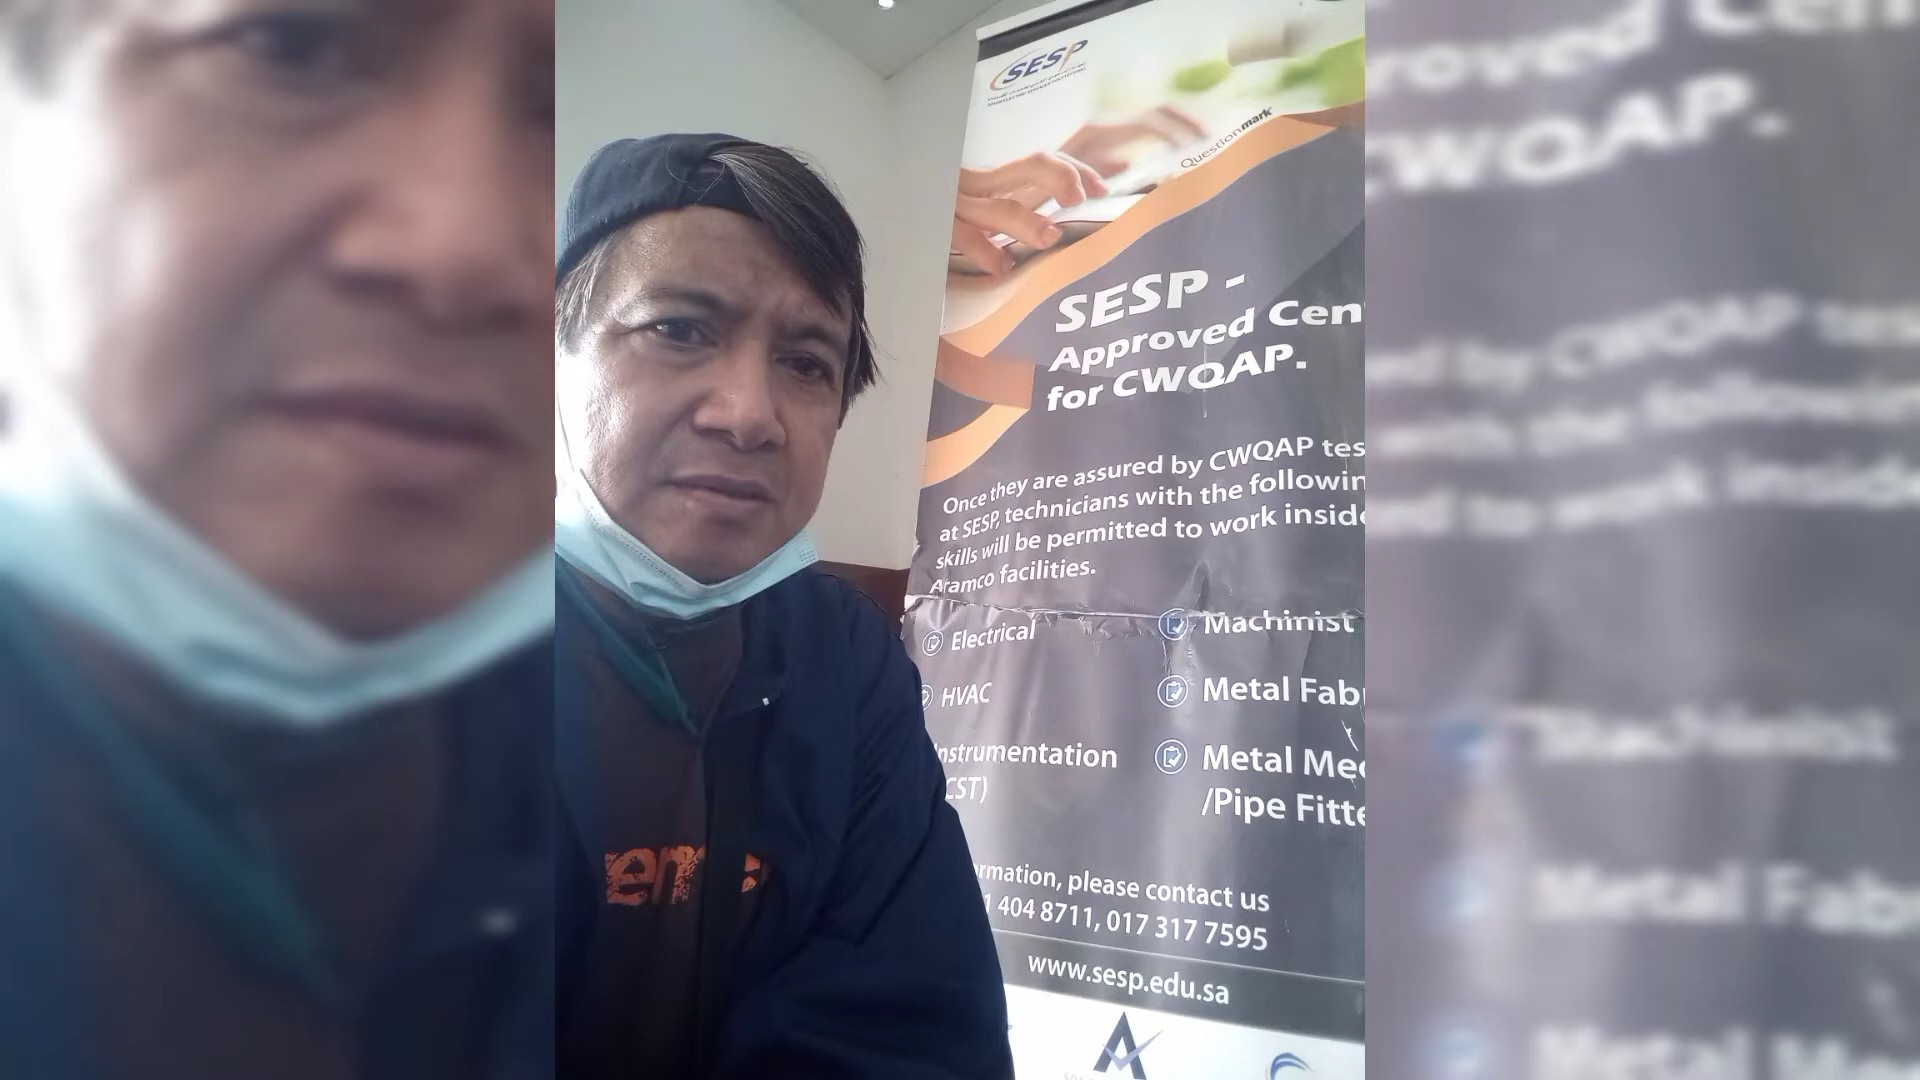 SESP
Questionmark
SESP -
Approved Cen
for CWQAP.
Once they are assured by CWQAP tes
at SESP, technicians with the followin
skills will be permitted to work inside
Aramco facilities.
Electrical
Machinist
HVAC
Metal Fab
nstrumentation
CST)
Metal Me
/Pipe Fitte
rmation, please contact us
1 404 8711, 017 317 7595
www.sesp.edu.sa